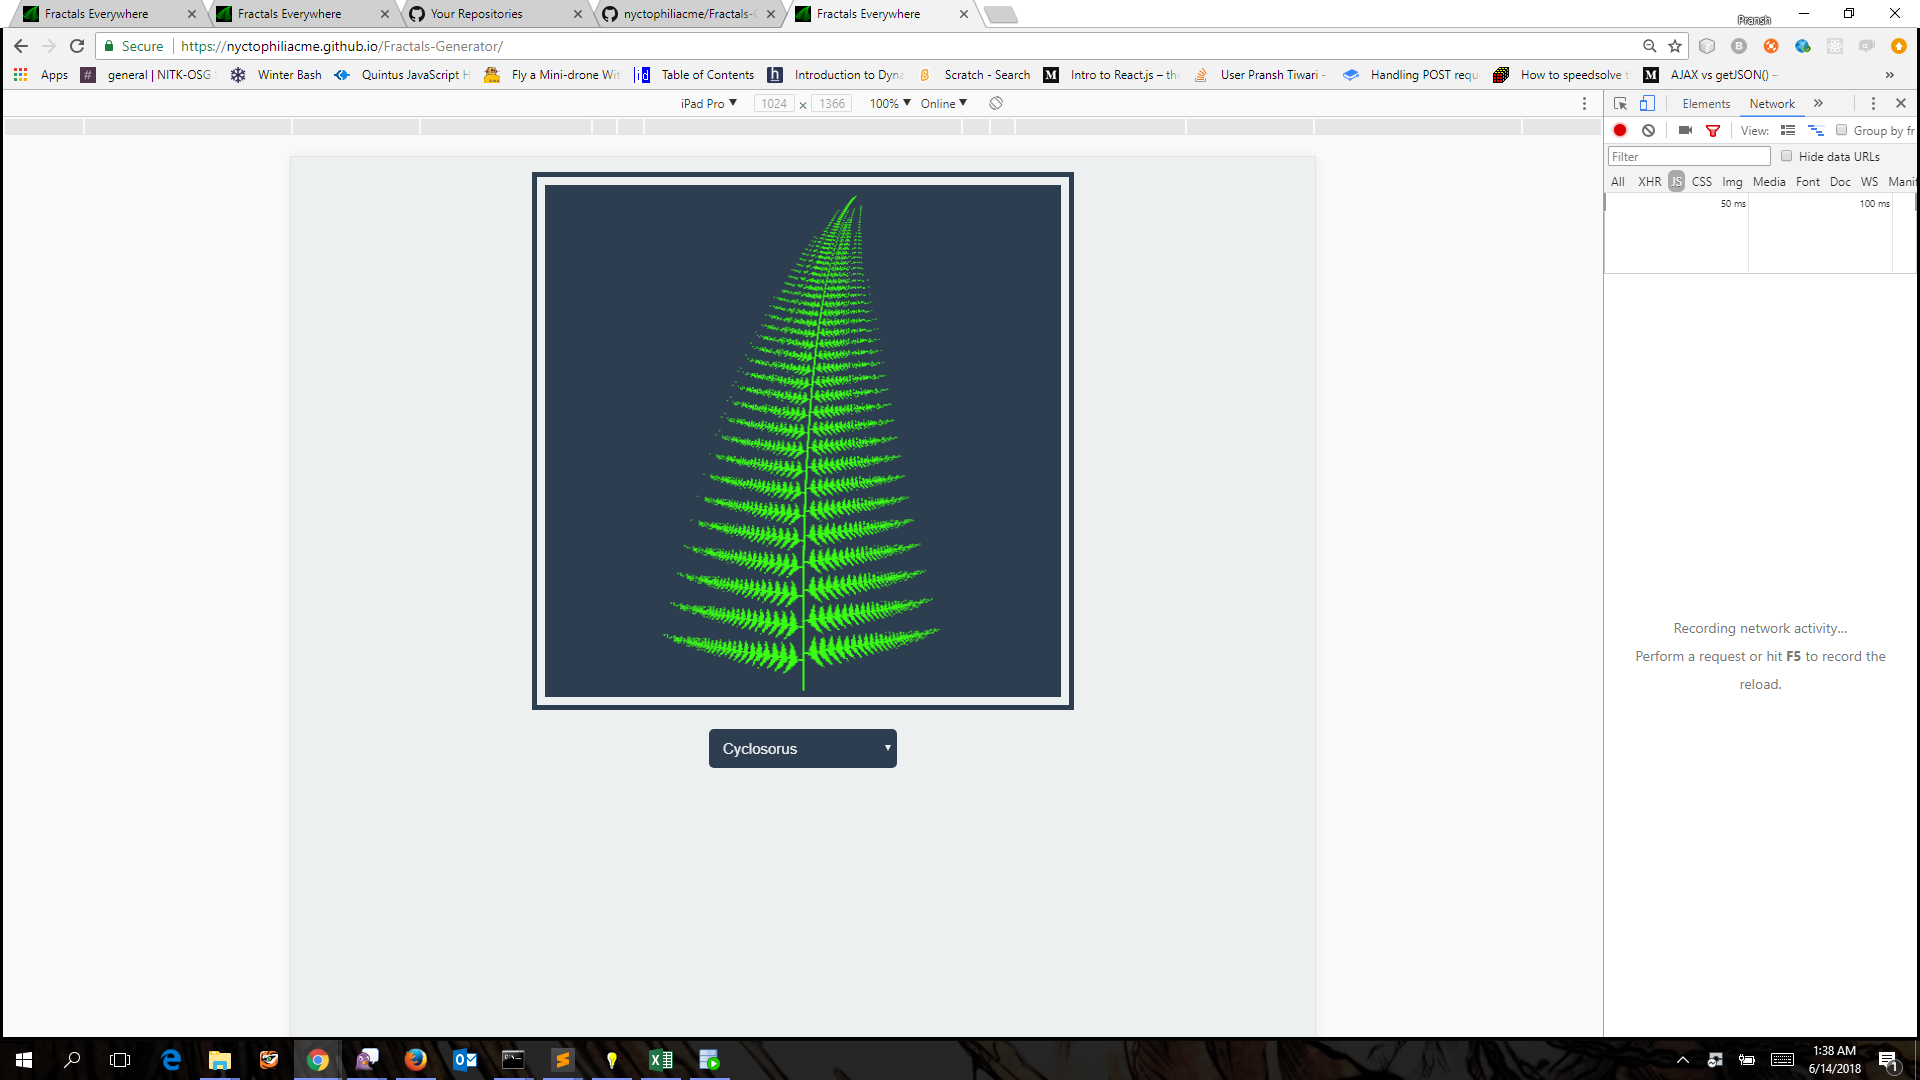 Fractals Everywhere
Fractals Everywhere
Your Repositories
nyctophiliacme/Fractals-
Fractals Everywhere
Pransh
Secure
https://nyctophiliacme.github.io/Fractals-Generator/
Apps
general | NITK-OSG
Winter Bash
Quintus JavaScript
Fly a Mini-drone Wit
Table of Contents
Introduction to Dyna
Scratch - Search
Intro to React.js – the
User Pransh Tiwari -
Handling POST requ
How to speedsolve
AJAX vs getJSON() –
»
iPad Pro
1024 × 1366
100%
Online
Elements
Network
»
View:
Group by fr
Filter
Hide data URLs
All XHR JS CSS Img Media Font Doc WS Mani
50 ms
100 ms
Recording network activity...
Perform a request or hit F5 to record the
reload.
Cyclosorus
1:38 AM
6/14/2018
1